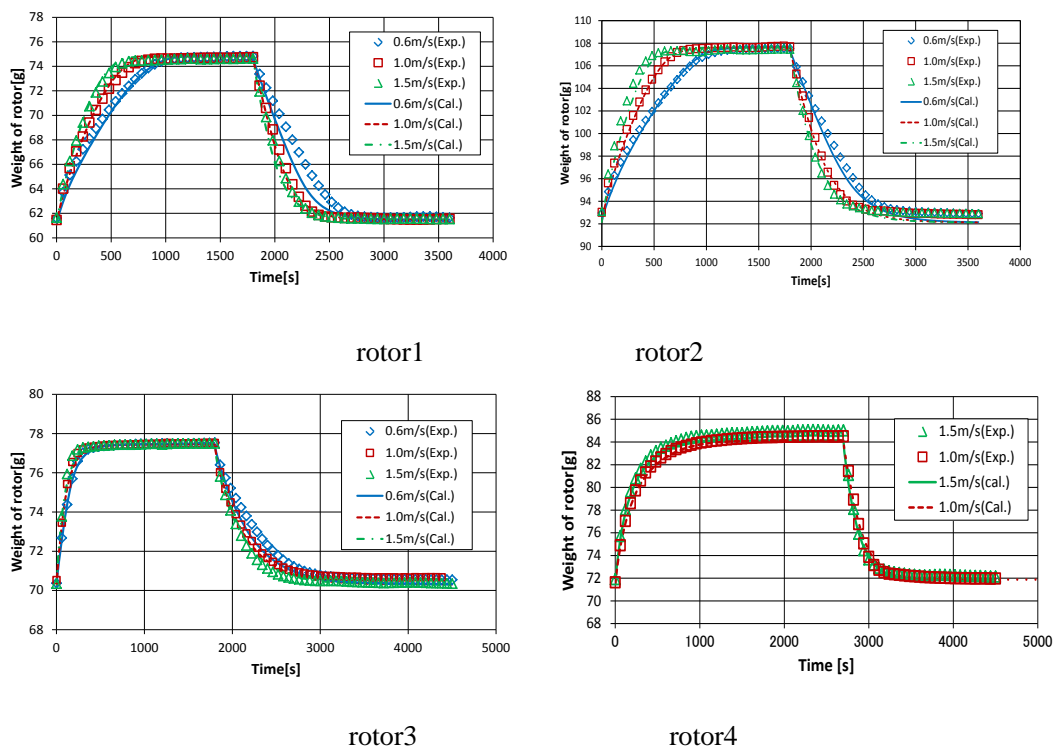 78
76
74
72
70
68
66
64
62
60
Weight of rotor[g]
0 500 1000 1500 2000 2500 3000 3500 4000
Time[s]
0.6m/s(Exp.)
1.0m/s(Exp.)
1.5m/s(Exp.)
0.6m/s(Cal.)
1.0m/s(Cal.)
1.5m/s(Cal.)
110
108
106
104
102
100
98
96
94
92
90
Weight of rotor[g]
0 500 1000 1500 2000 2500 3000 3500 4000
Time[s]
0.6m/s(Exp.)
1.0m/s(Exp.)
1.5m/s(Exp.)
0.6m/s(Cal.)
1.0m/s(Cal.)
1.5m/s(Cal.)
rotor1 rotor2
80
78
76
74
72
70
68
Weight of rotor[g]
0 1000 2000 3000 4000 5000
Time[s]
0.6m/s(Exp.)
1.0m/s(Exp.)
1.5m/s(Exp.)
0.6m/s(Cal.)
1.0m/s(Cal.)
1.5m/s(Cal.)
88
86
84
82
80
78
76
74
72
70
68
Weight of rotor[g]
0 1000 2000 3000 4000 5000
Time [s]
1.5m/s(Exp.)
1.0m/s(Exp.)
1.5m/s(cal.)
1.0m/s(Cal.)
rotor3 rotor4